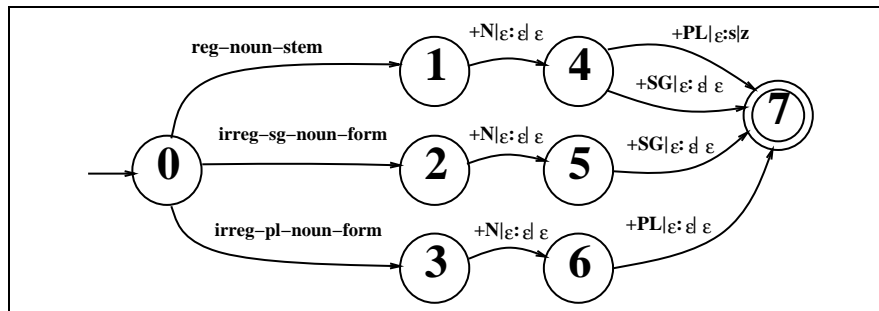 +N|ε:ε|ε
+PL|ε:s|z
reg−noun−stem
1
4
+SG|ε:ε|ε
7
irreg−sg−noun−form
+N|ε:ε|ε
+SG|ε:ε|ε
0
2
5
irreg−pl−noun−form
+N|ε:ε|ε
+PL|ε:ε|ε
3
6